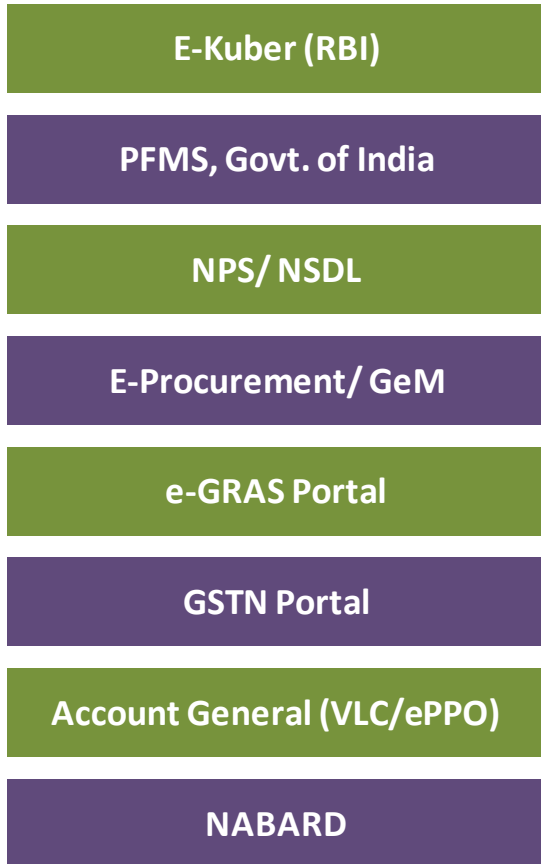 E-Kuber (RBI)
PFMS, Govt. of India
NPS/ NSDL
E-Procurement/ GeM
e-GRAS Portal
GSTN Portal
Account General (VLC/ePPO)
NABARD